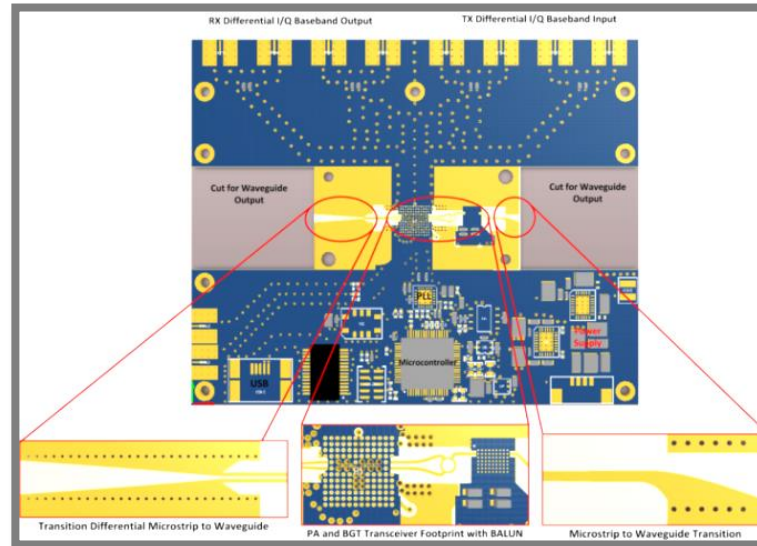 RX Differential I/Q Baseband Output
TX Differential I/Q Baseband Input
Cut for Waveguide
Output
Cut for Waveguide
Output
PLL
Power
Supply
Microcontroller
USB
Transition Differential Microstrip to Waveguide
PA and BGT Transceiver Footprint with BALUN
Microstrip to Waveguide Transition